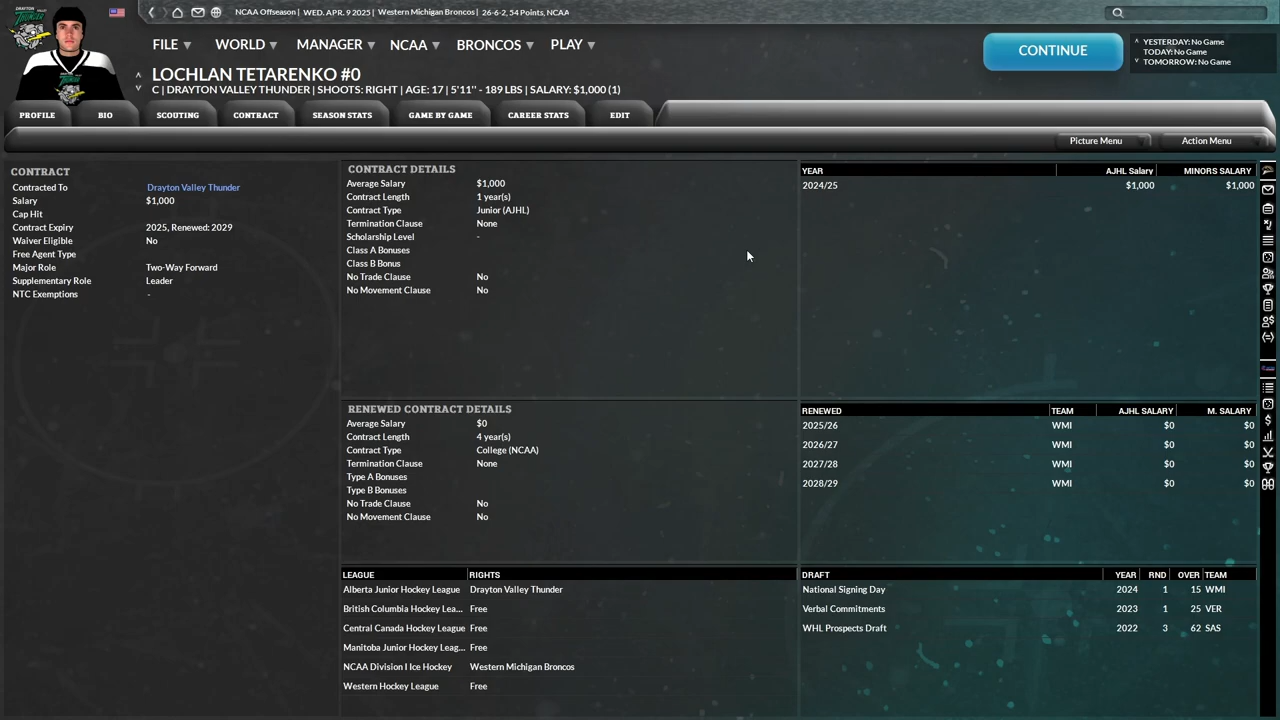 NCAA Offseason | WED. APR. 9 2025 | Western Michigan Broncos | 26-6-2, 54 Points, NCAA
FILE WORLD MANAGER NCAA BRONCOS PLAY
CONTINUE
YESTERDAY: No Game
TODAY: No Game
TOMORROW: No Game
LOCHLAN TETARENKO #0
C | DRAYTON VALLEY THUNDER | SHOOTS: RIGHT | AGE: 17 | 5'11" - 189 LBS | SALARY: $1,000 (1)
PROFILE BIO SCOUTING CONTRACT SEASON STATS GAME BY GAME CAREER STATS EDIT
Picture Menu Action Menu
CONTRACT
Contracted To Drayton Valley Thunder
Salary $1,000
Cap Hit
Contract Expiry 2025, Renewed: 2029
Waiver Eligible No
Free Agent Type
Major Role Two-Way Forward
Supplementary Role Leader
NTC Exemptions -
CONTRACT DETAILS
Average Salary $1,000
Contract Length 1 year(s)
Contract Type Junior (AJHL)
Termination Clause None
Scholarship Level -
Class A Bonuses
Class B Bonus
No Trade Clause No
No Movement Clause No
YEAR AJHL Salary MINORS SALARY
2024/25 $1,000 $1,000
RENEWED CONTRACT DETAILS
Average Salary $0
Contract Length 4 year(s)
Contract Type College (NCAA)
Termination Clause None
Type A Bonuses
Type B Bonuses
No Trade Clause No
No Movement Clause No
RENEWED TEAM AJHL SALARY M. SALARY
2025/26 WMI $0 $0
2026/27 WMI $0 $0
2027/28 WMI $0 $0
2028/29 WMI $0 $0
LEAGUE RIGHTS
Alberta Junior Hockey League Drayton Valley Thunder
British Columbia Hockey Lea... Free
Central Canada Hockey League Free
Manitoba Junior Hockey Leag... Free
NCAA Division I Ice Hockey Western Michigan Broncos
Western Hockey League Free
DRAFT YEAR RND OVER TEAM
National Signing Day 2024 1 15 WMI
Verbal Commitments 2023 1 25 VER
WHL Prospects Draft 2022 3 62 SAS